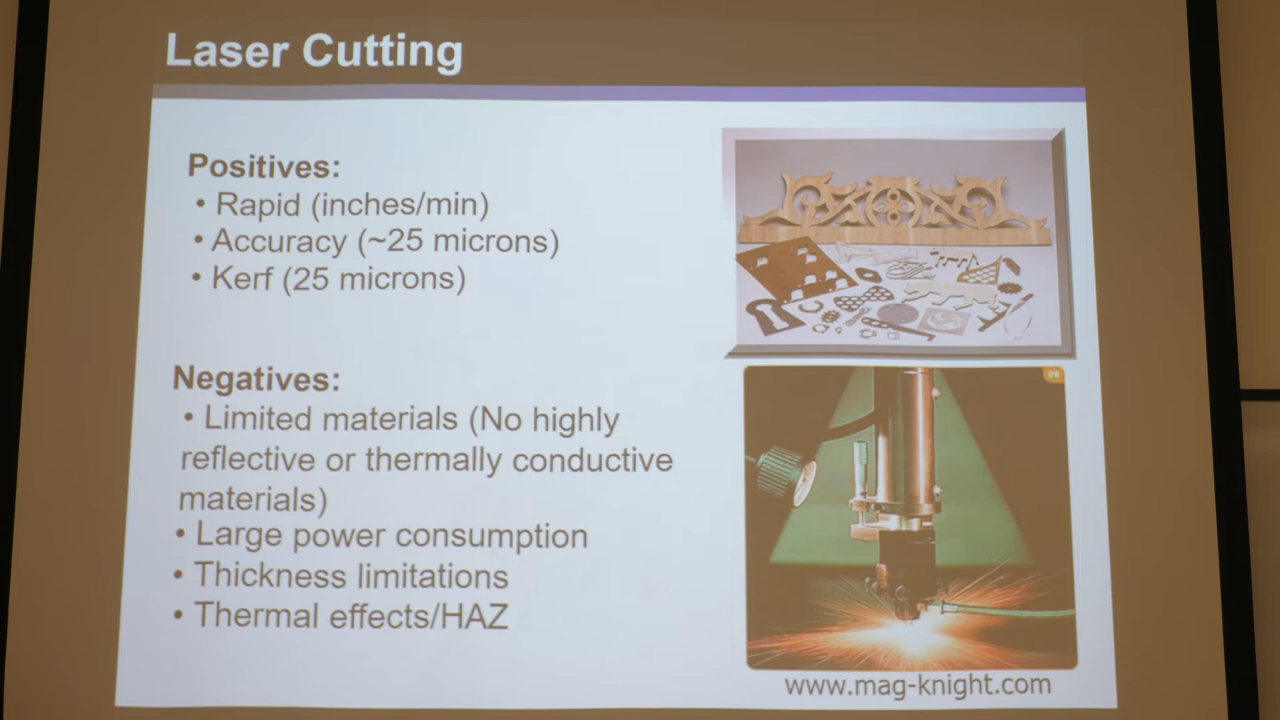 Laser Cutting
Positives:
• Rapid (inches/min)
• Accuracy (~25 microns)
• Kerf (25 microns)
Negatives:
• Limited materials (No highly
reflective or thermally conductive
materials)
• Large power consumption
• Thickness limitations
• Thermal effects/HAZ
06
www.mag-knight.com